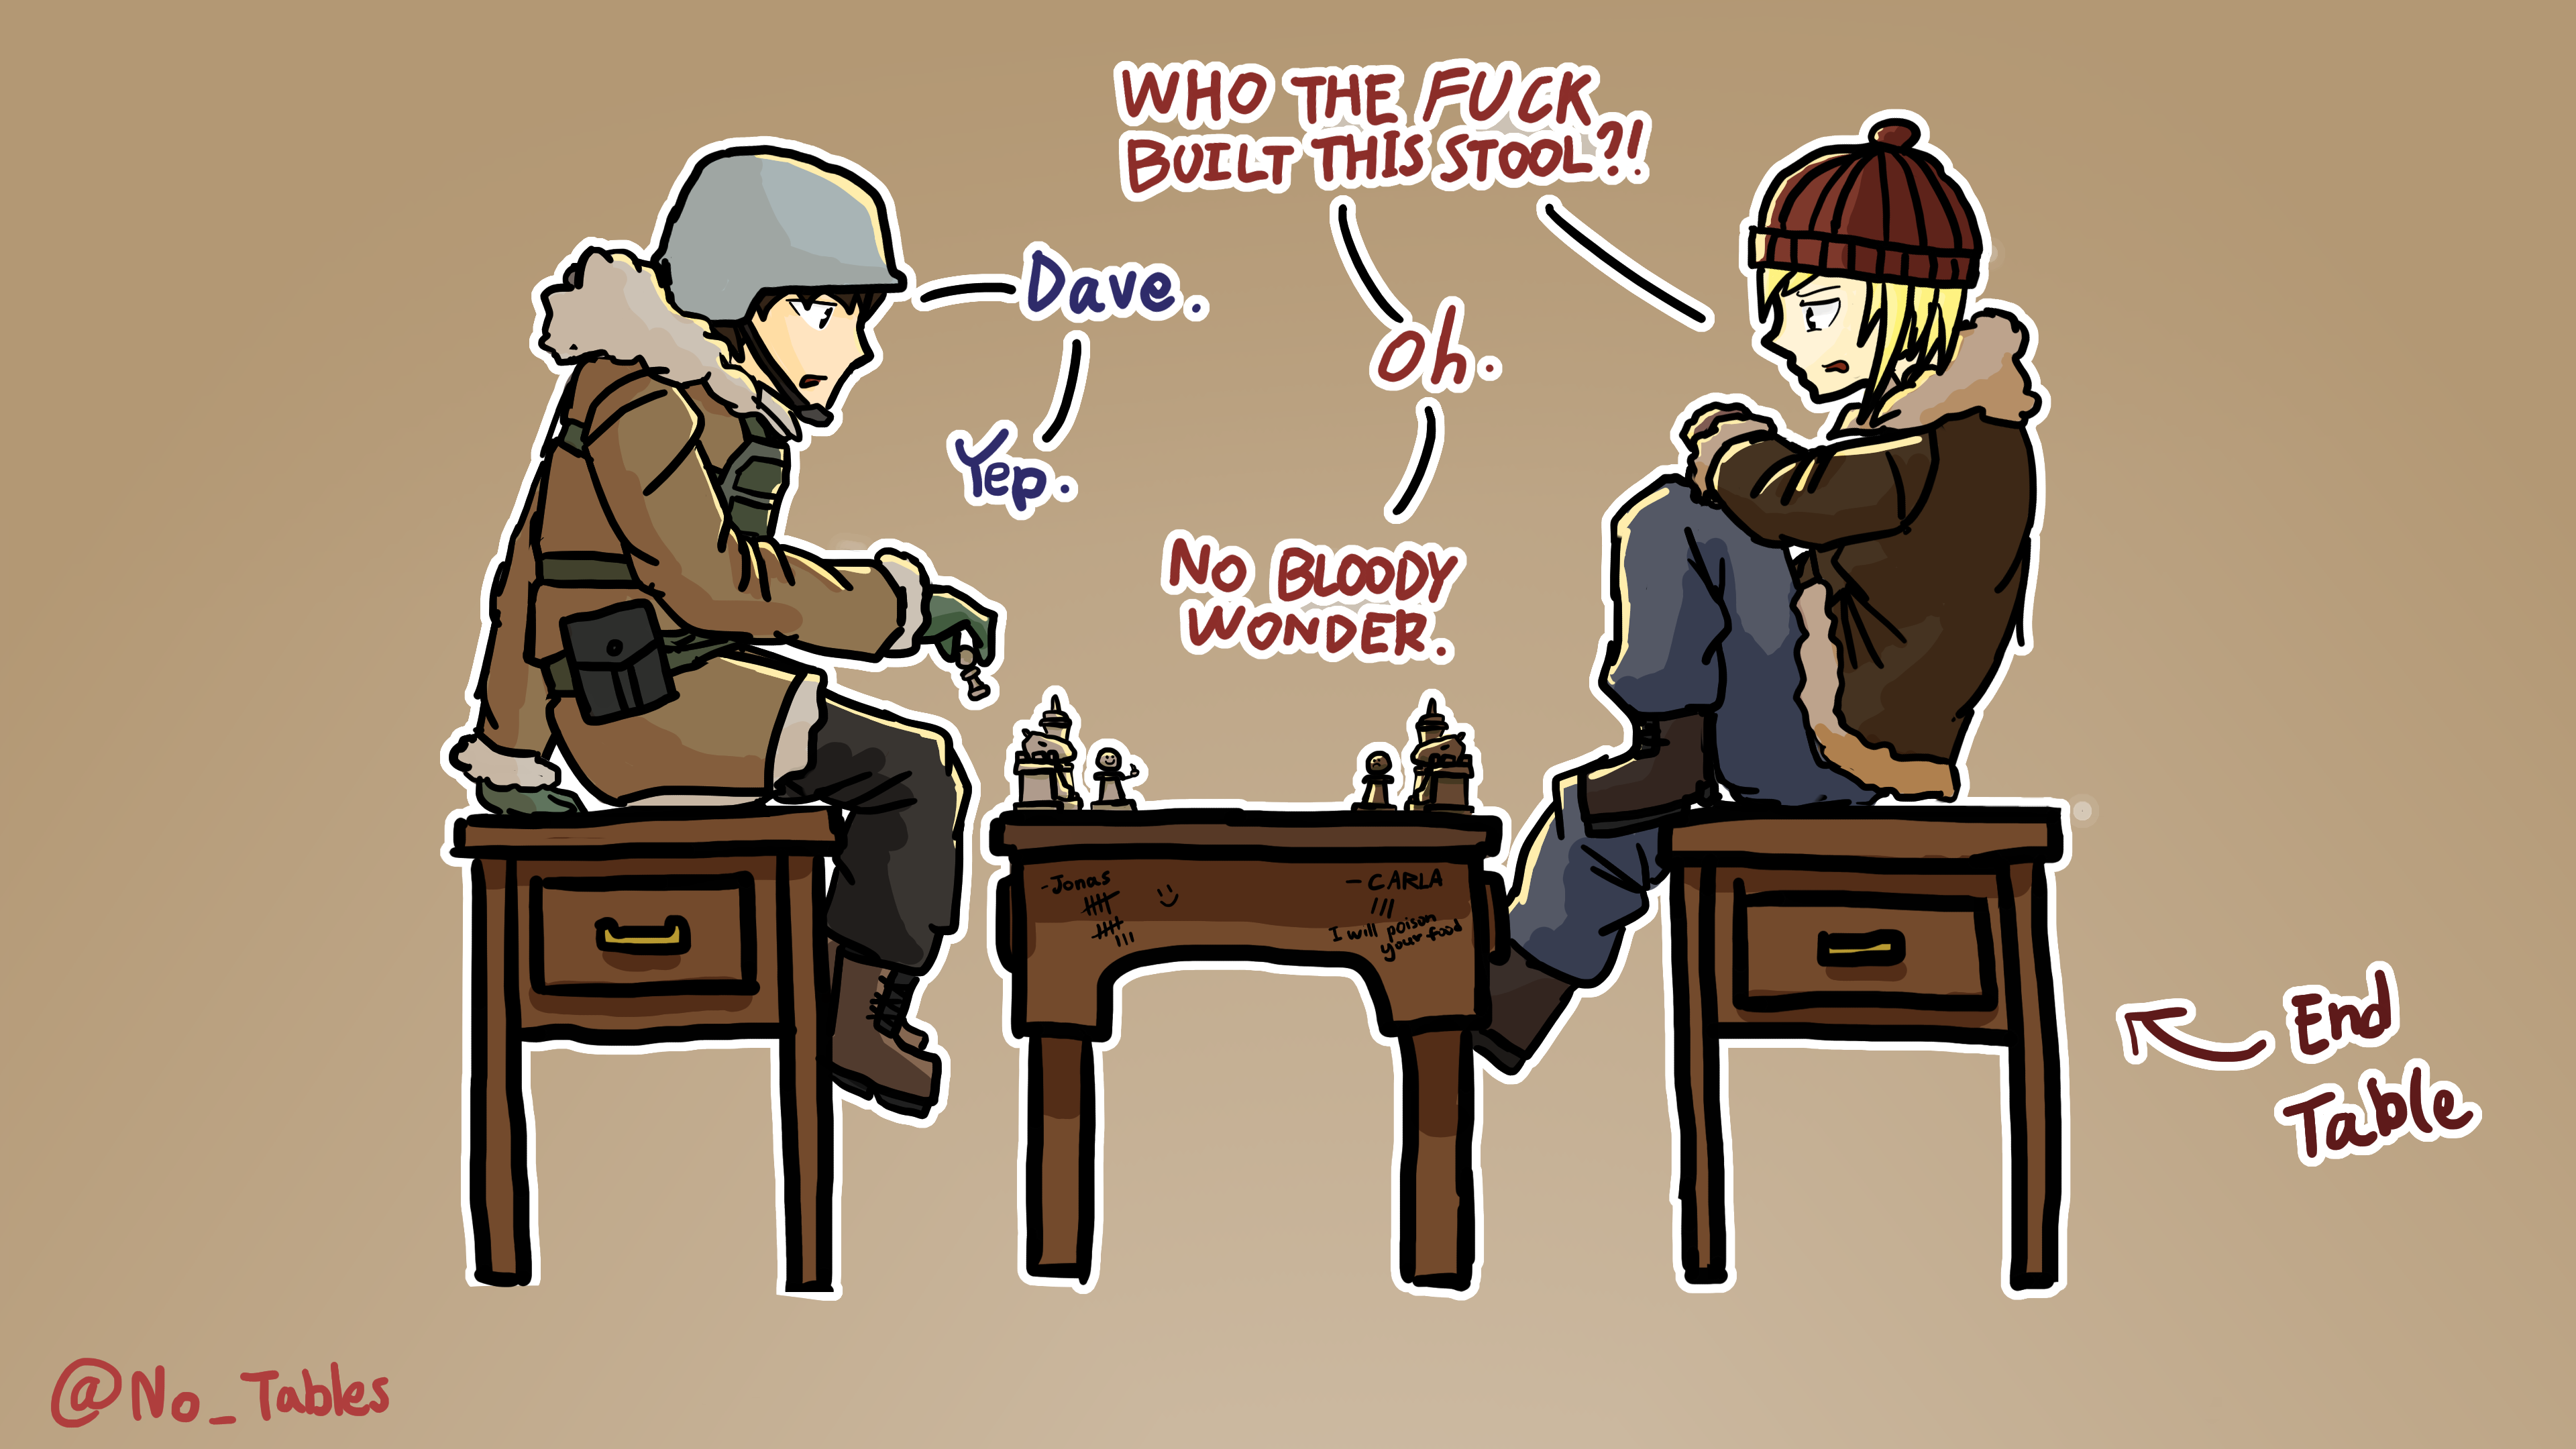 WHO THE FUCK
BUILT THIS STOOL?!
Dave.
Oh.
Yep.
NO BLOODY
WONDER.
-Jonas
- CARLA
I will poison
your food
End
Table
@No_Tables